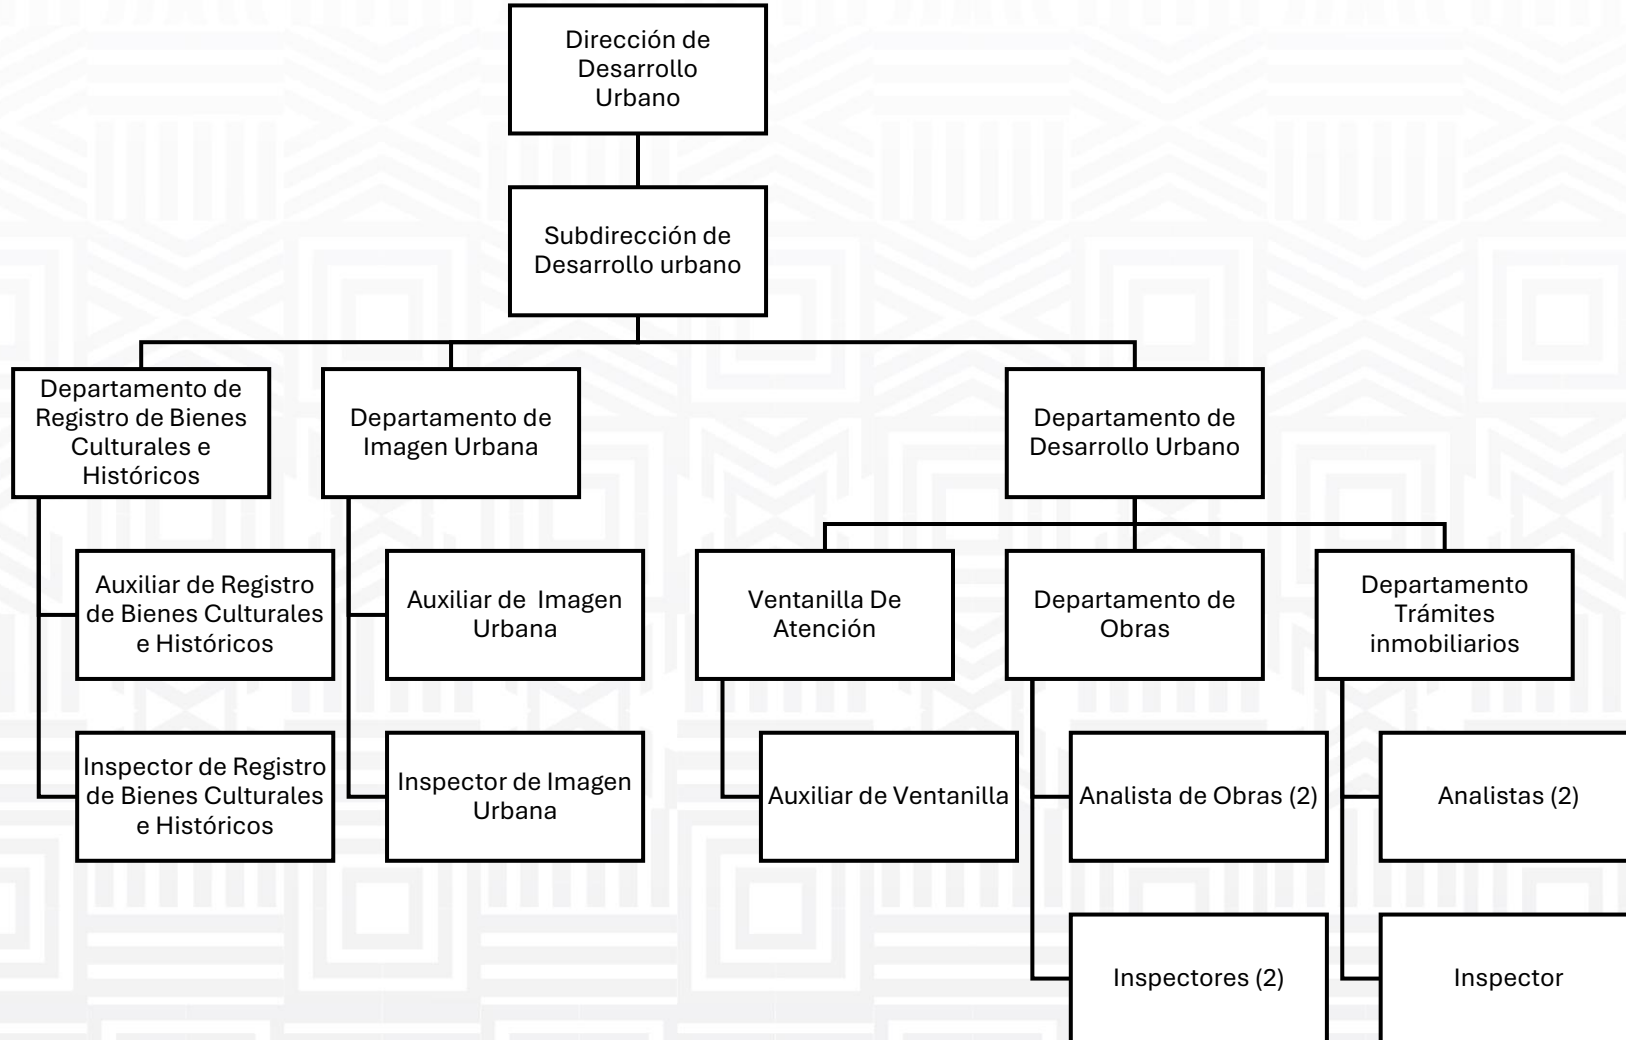 Dirección de
Desarrollo
Urbano
Subdirección de
Desarrollo urbano
Departamento de
Registro de Bienes
Culturales e
Históricos
Departamento de
Imagen Urbana
Departamento de
Desarrollo Urbano
Auxiliar de Registro
de Bienes Culturales
e Históricos
Auxiliar de  Imagen
Urbana
Ventanilla De
Atención
Departamento de
Obras
Departamento
Trámites
inmobiliarios
Inspector de Registro
de Bienes Culturales
e Históricos
Inspector de Imagen
Urbana
Auxiliar de Ventanilla
Analista de Obras (2)
Analistas (2)
Inspectores (2)
Inspector